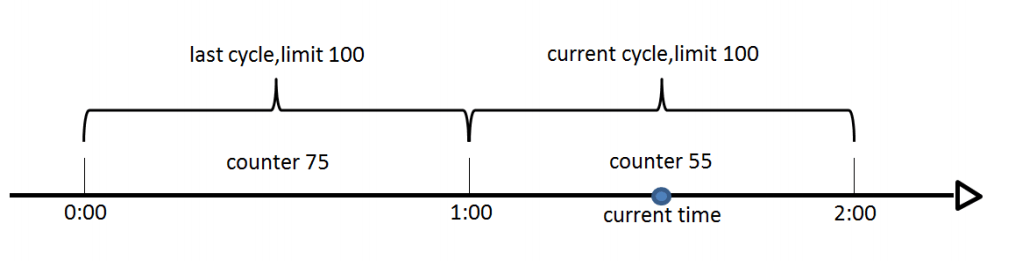 last cycle,limit 100
current cycle,limit 100
counter 75
counter 55
0:00
1:00
current time
2:00